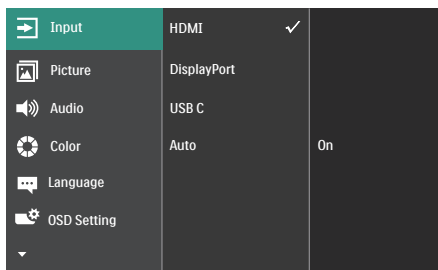 Input
HDMI
Picture
DisplayPort
Audio
USB C
Color
Auto
On
Language
OSD Setting